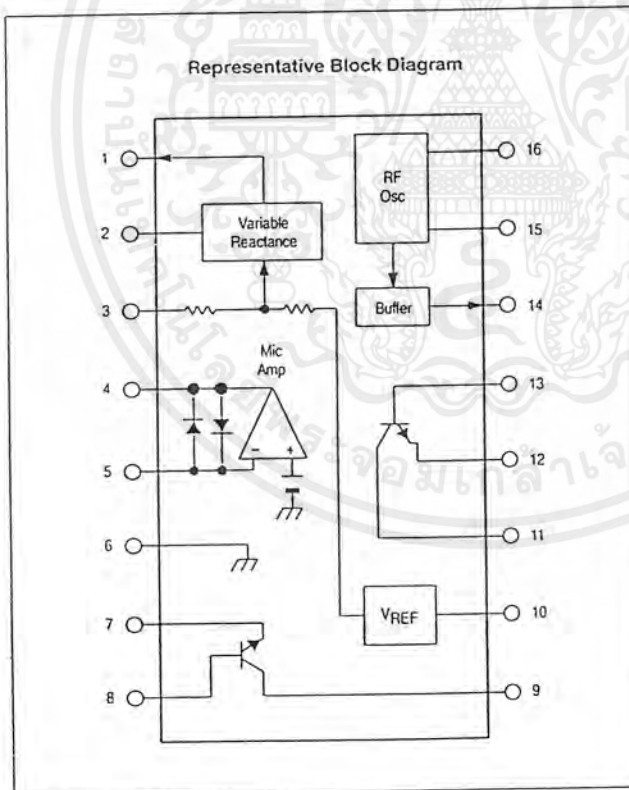 Representative Block Diagram
1
2
3
4
5
6
7
8
Variable
Reactance
Mic
Amp
RF
Osc
Buffer
VREF
16
15
14
13
12
11
10
9